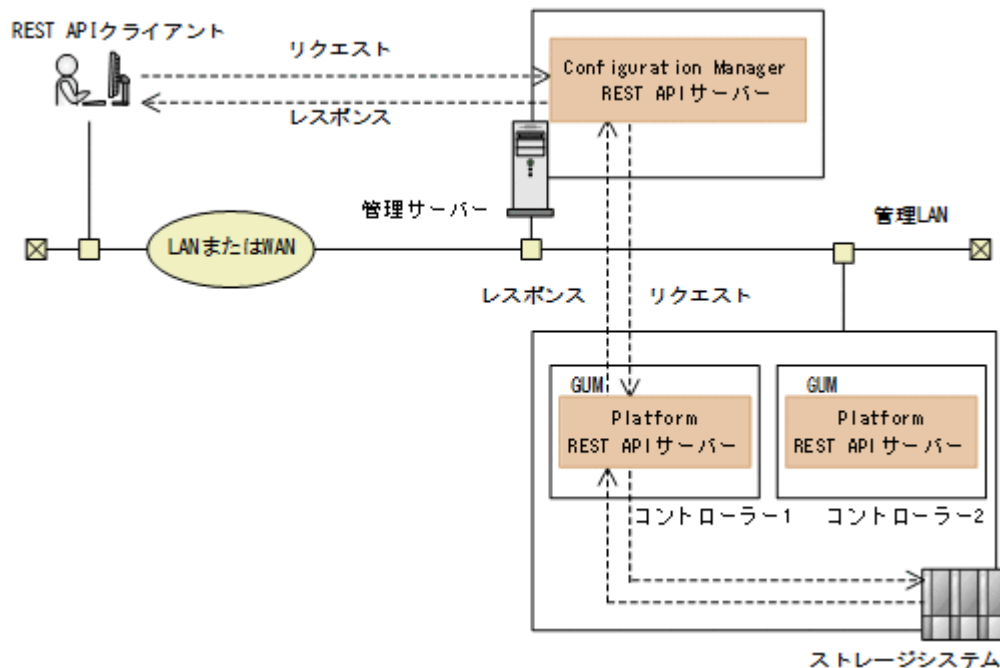 REST APIクライアント
リクエスト
レスポンス
Configuration Manager
REST APIサーバー
管理サーバー
管理LAN
LANまたはWAN
レスポンス
リクエスト
GUM
Platform
REST APIサーバー
コントローラー1
GUM
Platform
REST APIサーバー
コントローラー2
ストレージシステム